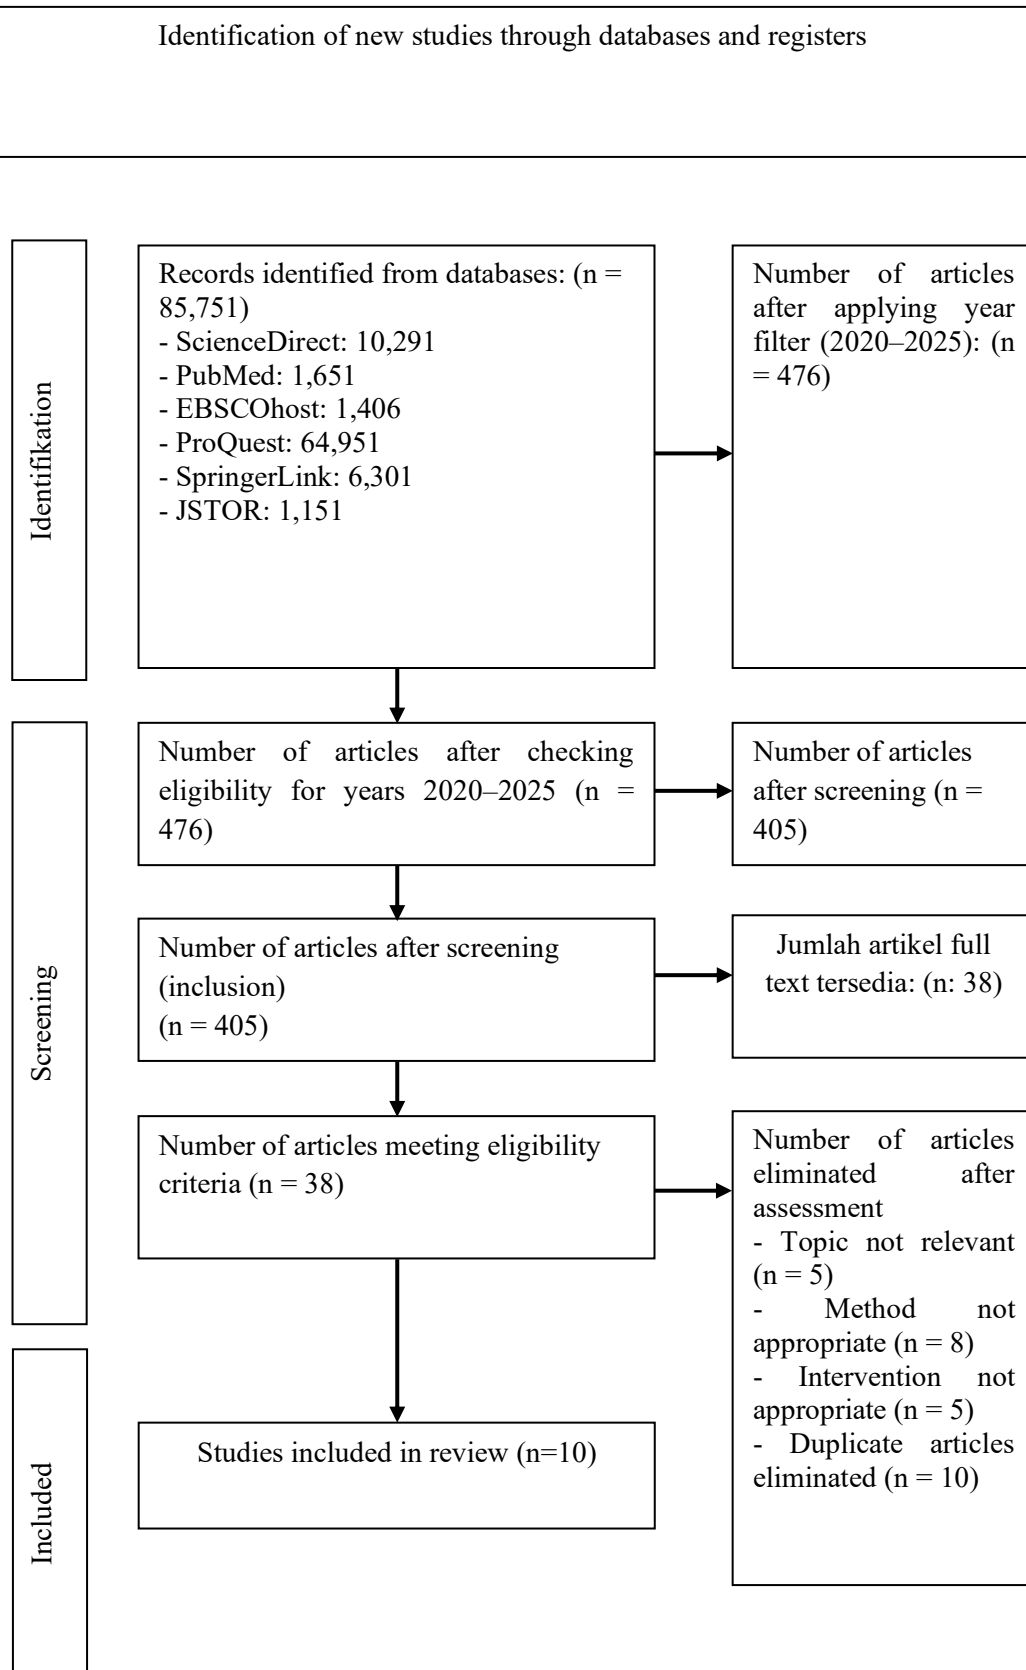 Identification of new studies through databases and registers
Identifikation
Records identified from databases: (n =
85,751)
- ScienceDirect: 10,291
- PubMed: 1,651
- EBSCOhost: 1,406
- ProQuest: 64,951
- SpringerLink: 6,301
- JSTOR: 1,151
Number of articles
after applying year
filter (2020–2025): (n
= 476)
Screening
Number of articles after checking
eligibility for years 2020–2025 (n =
476)
Number of articles
after screening (n =
405)
Number of articles after screening
(inclusion)
(n = 405)
Jumlah artikel full
text tersedia: (n: 38)
Number of articles meeting eligibility
criteria (n = 38)
Number of articles
eliminated after
assessment
- Topic not relevant
(n = 5)
- Method not
appropriate (n = 8)
- Intervention not
appropriate (n = 5)
- Duplicate articles
eliminated (n = 10)
Included
Studies included in review (n=10)